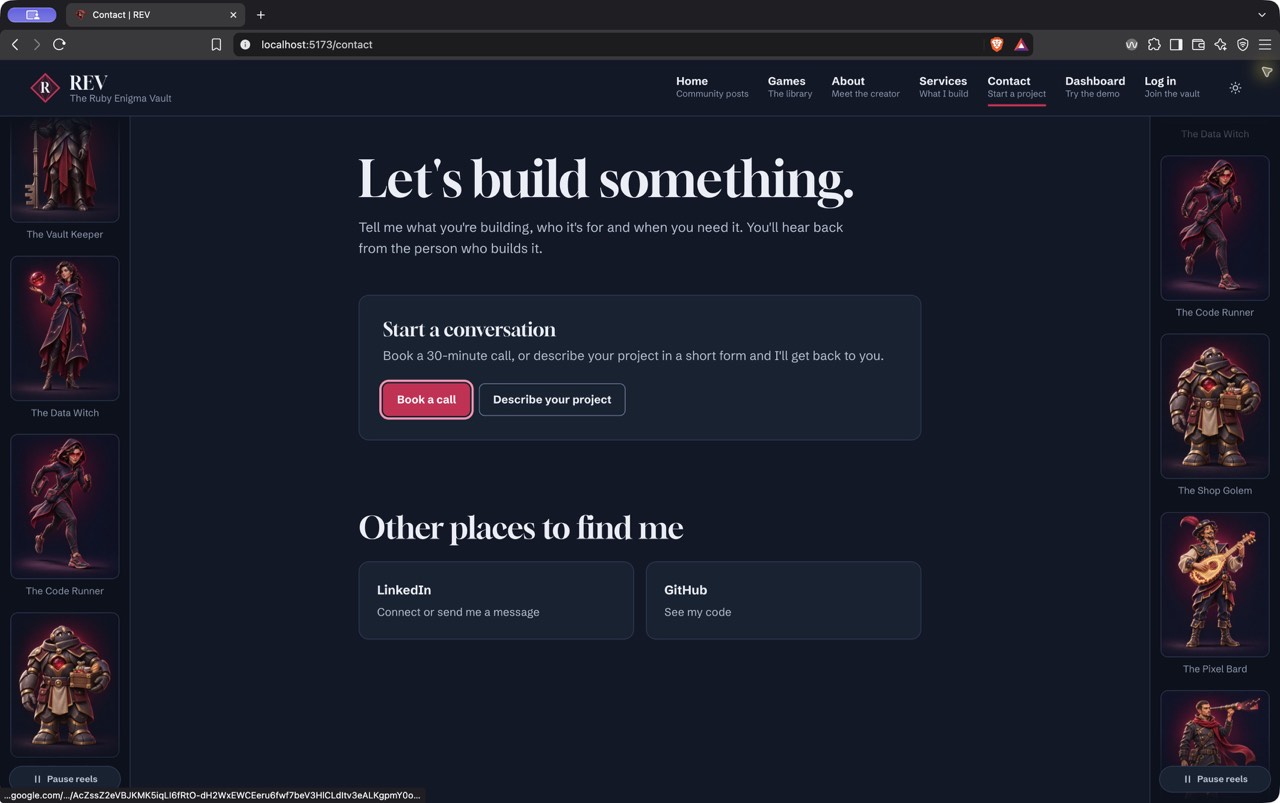 Contact | REV
localhost:5173/contact
R
REV
The Ruby Enigma Vault
Home
Community posts
Games
The library
About
Meet the creator
Services
What I build
Contact
Start a project
Dashboard
Try the demo
Log in
Join the vault
The Vault Keeper
The Data Witch
The Code Runner
Pause reels
Let's build something.
Tell me what you're building, who it's for and when you need it. You'll hear back
from the person who builds it.
Start a conversation
Book a 30-minute call, or describe your project in a short form and I'll get back to you.
Book a call
Describe your project
Other places to find me
LinkedIn
Connect or send me a message
GitHub
See my code
The Data Witch
The Code Runner
The Shop Golem
The Pixel Bard
Pause reels